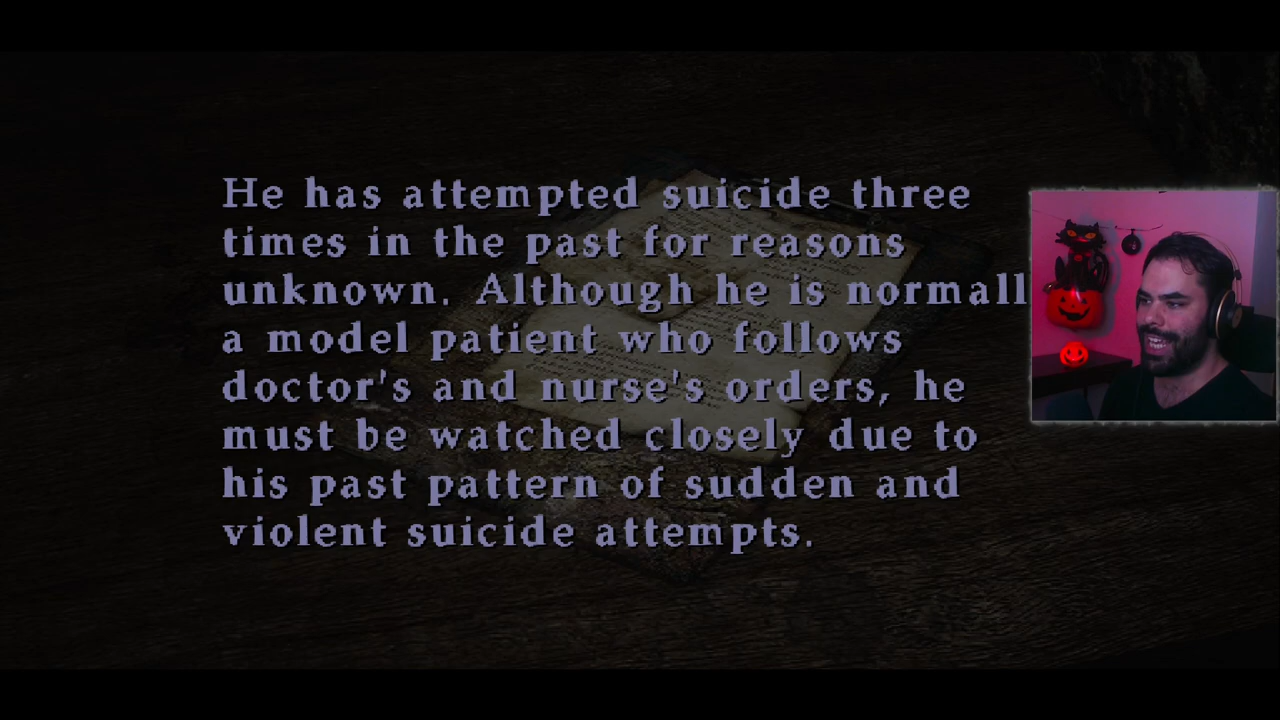 He has attempted suicide three
times in the past for reasons
unknown. Although he is normall
a model patient who follows
doctor's and nurse's orders, he
must be watched closely due to
his past pattern of sudden and
violent suicide attempts.